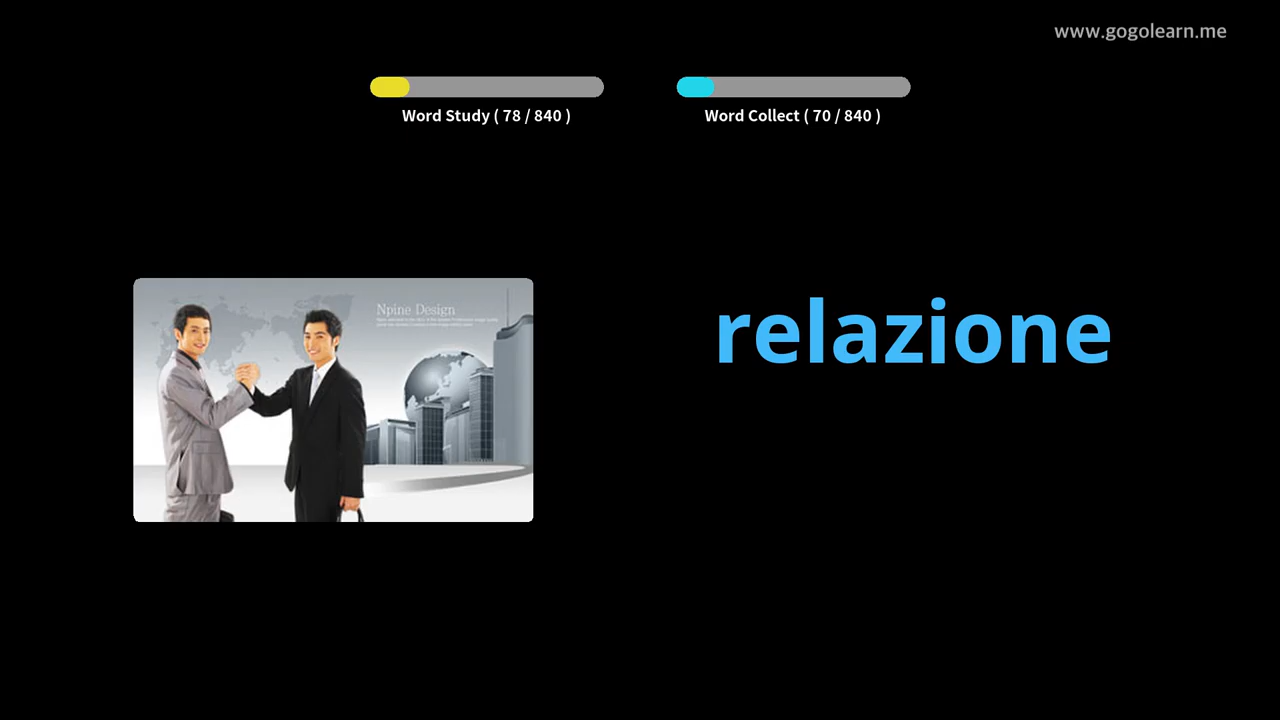 www.gogolearn.me
Word Study ( 78 / 840 )
Word Collect ( 70 / 840 )
Npine Design
relazione